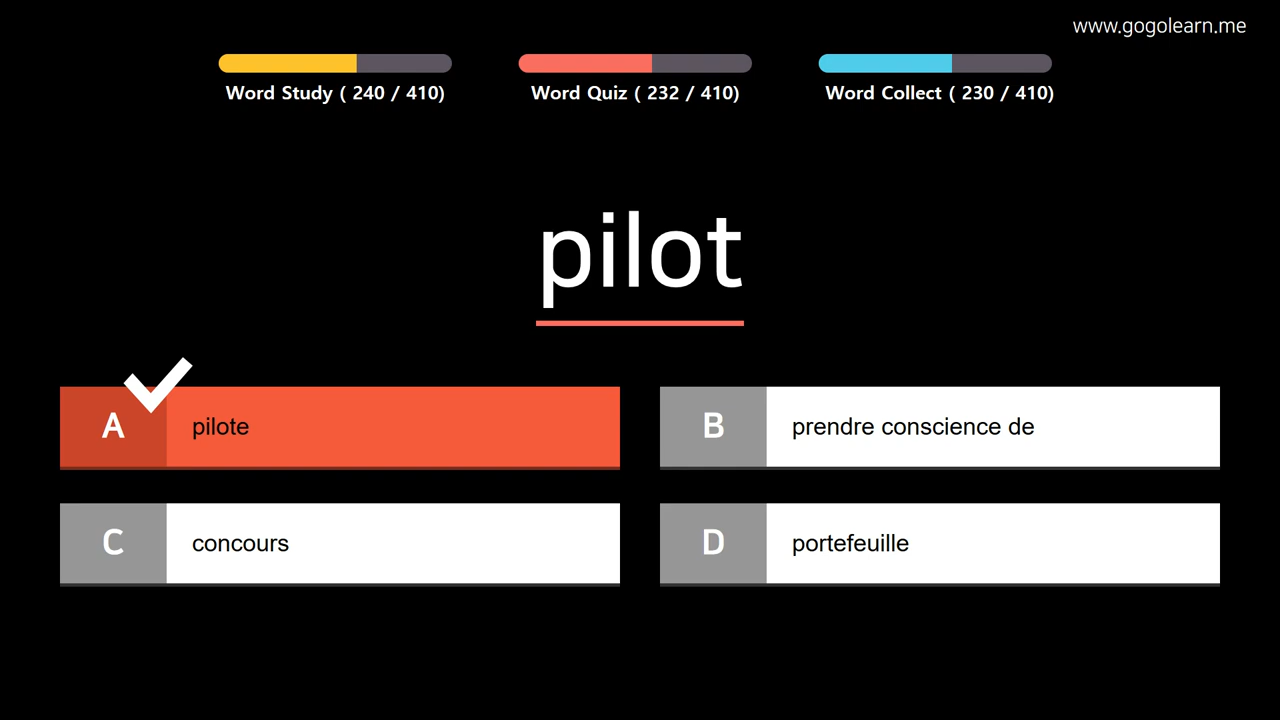 www.gogolearn.me
Word Study ( 240 / 410)
Word Quiz ( 232 / 410)
Word Collect ( 230 / 410)
pilot
A pilote
B prendre conscience de
C concours
D portefeuille